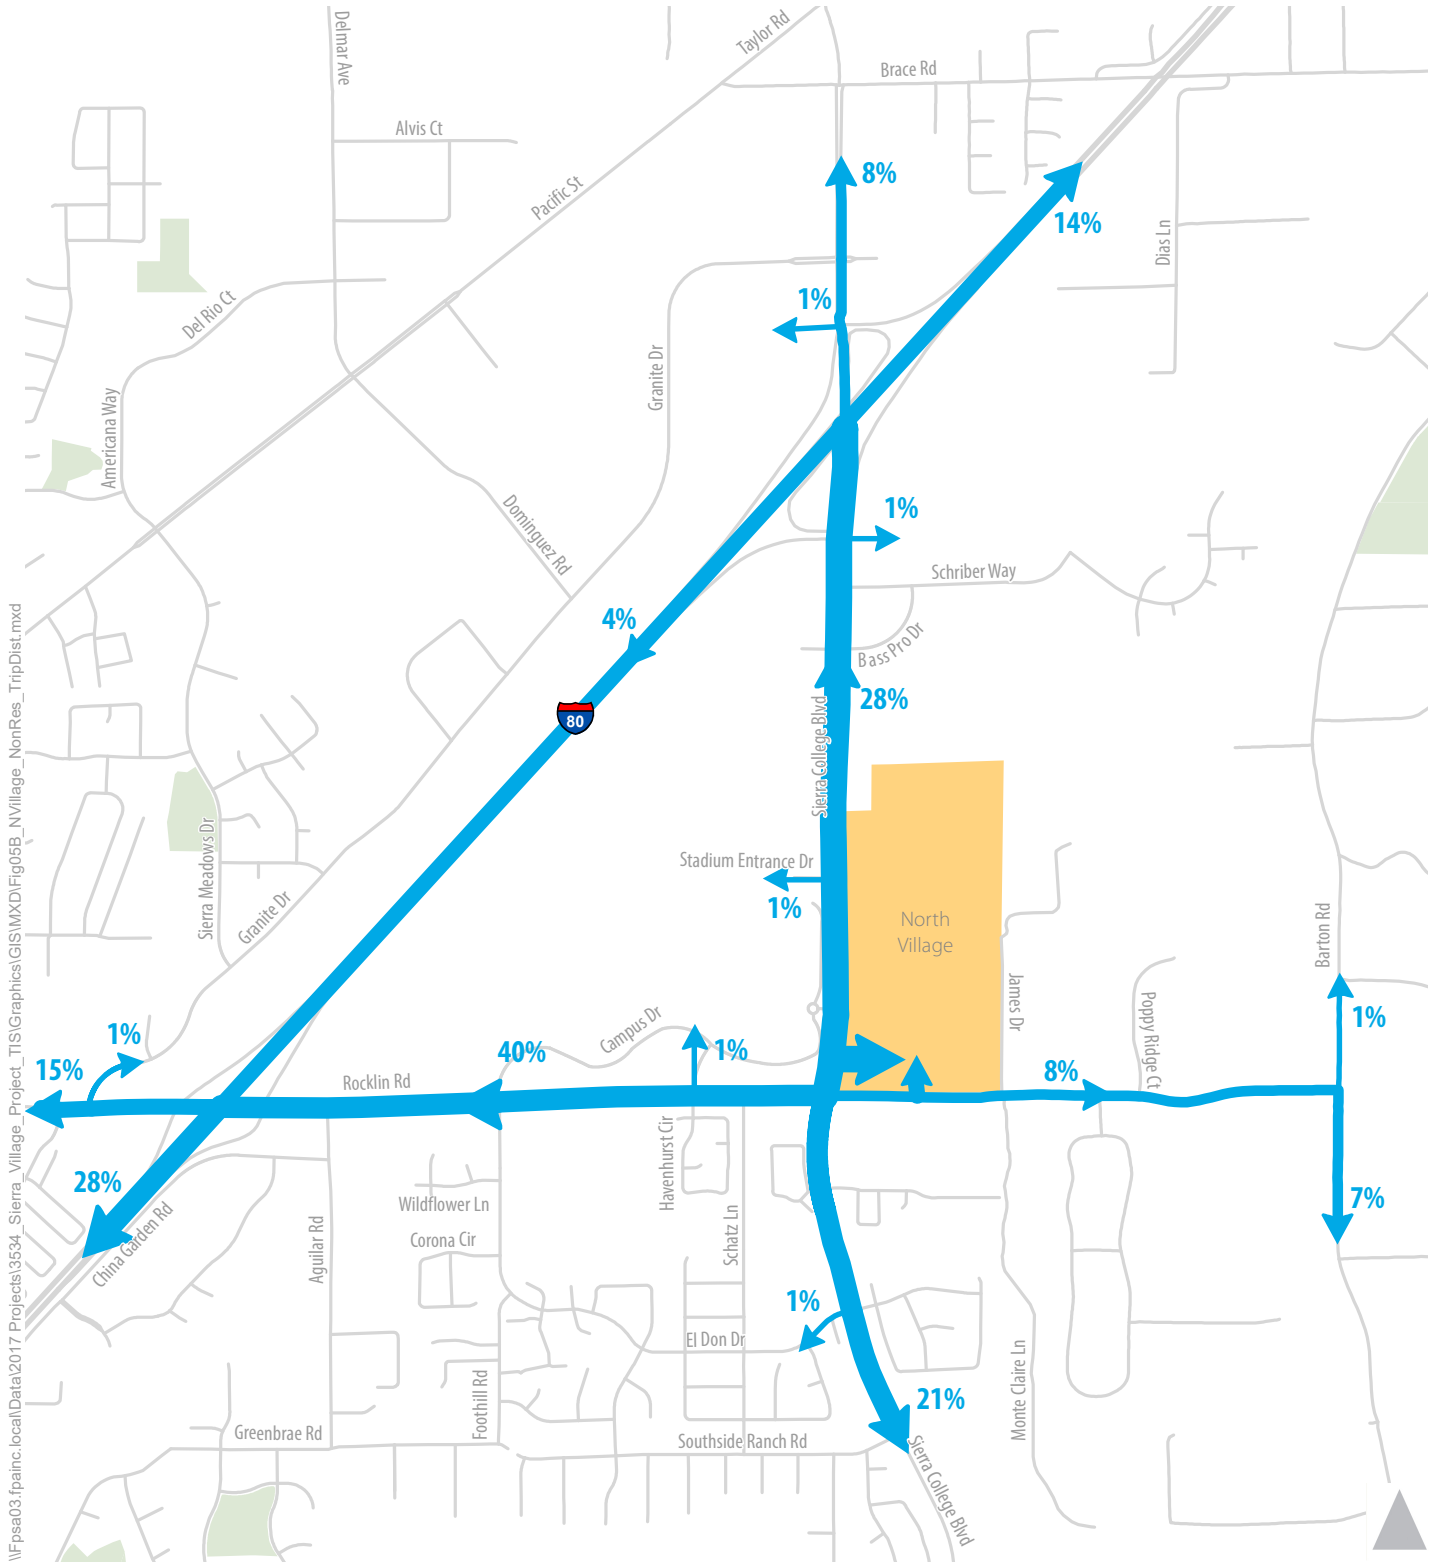 Delmar Ave
Taylor Rd
Brace Rd
Alvis Ct
8%
Pacific St
14%
Dias Ln
1%
Del Rio Ct
Granite Dr
Americana Way
1%
Dominguez Rd
Schriber Way
4%
Bass Pro Dr
80
28%
Sierra College Blvd
Stadium Entrance Dr
1%
North
Village
Sierra Meadows Dr
Granite Dr
Barton Rd
James Dr
Poppy Ridge Ct
1%
Campus Dr
1%
15%
40%
1%
Rocklin Rd
8%
28%
China Garden Rd
Havenhurst Cir
Wildflower Ln
Corona Cir
Aguilar Rd
Schatz Ln
7%
1%
El Don Dr
Foothill Rd
Monte Claire Ln
21%
Greenbrae Rd
Southside Ranch Rd
Sierra College Blvd
\\Fpsa03.fpainc.local\Data\2017 Projects\3534_Sierra_Village_Project_TIS\Graphics\GIS\MXD\Fig05B_NVillage_NonRes_TripDist.mxd